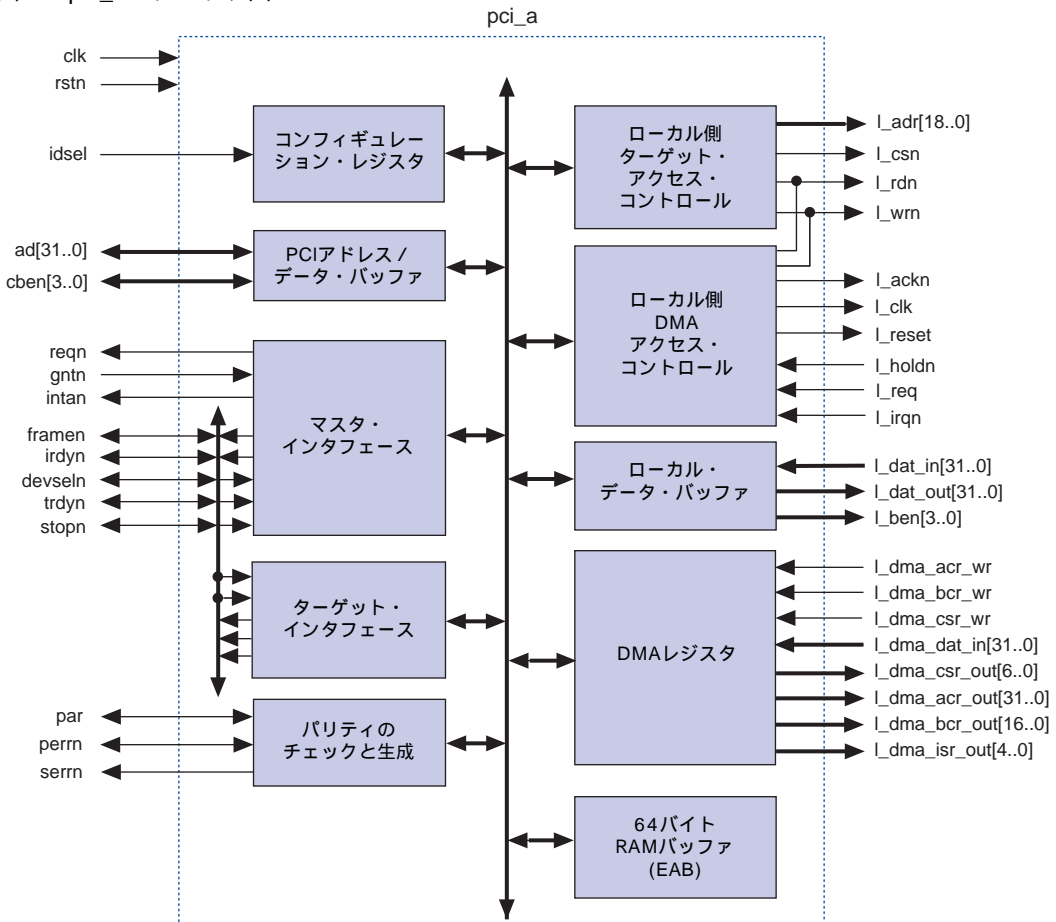 pci_a
clk
rstn
idsel
ad[31..0]
cben[3..0]
reqn
gntn
intan
framen
irdyn
devseln
trdyn
stopn
par
perrn
serrn
コンフィギュレー
ション・レジスタ
PCIアドレス /
データ・バッファ
マスタ・
インタフェース
ターゲット・
インタフェース
パリティの
チェックと生成
ローカル側
ターゲット・
アクセス・
コントロール
ローカル側
DMA
アクセス・
コントロール
ローカル・
データ・バッファ
DMAレジスタ
64バイト
RAMバッファ
(EAB)
l_adr[18..0]
l_csn
l_rdn
l_wrn
l_ackn
l_clk
l_reset
l_holdn
l_req
l_irqn
l_dat_in[31..0]
l_dat_out[31..0]
l_ben[3..0]
l_dma_acr_wr
l_dma_bcr_wr
l_dma_csr_wr
l_dma_dat_in[31..0]
l_dma_csr_out[6..0]
l_dma_acr_out[31..0]
l_dma_bcr_out[16..0]
l_dma_isr_out[4..0]